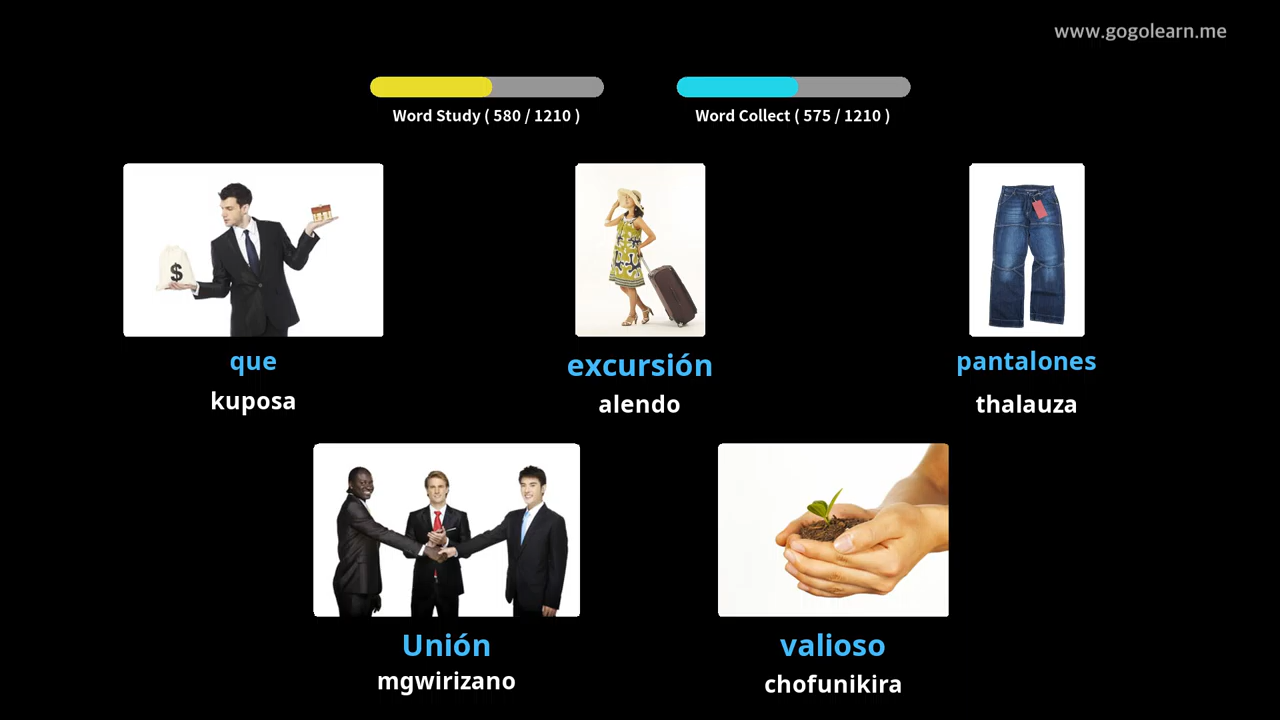 www.gogolearn.me
Word Study ( 580 / 1210 )
Word Collect ( 575 / 1210 )
$
que
kuposa
excursión
alendo
pantalones
thalauza
Unión
mgwirizano
valioso
chofunikira